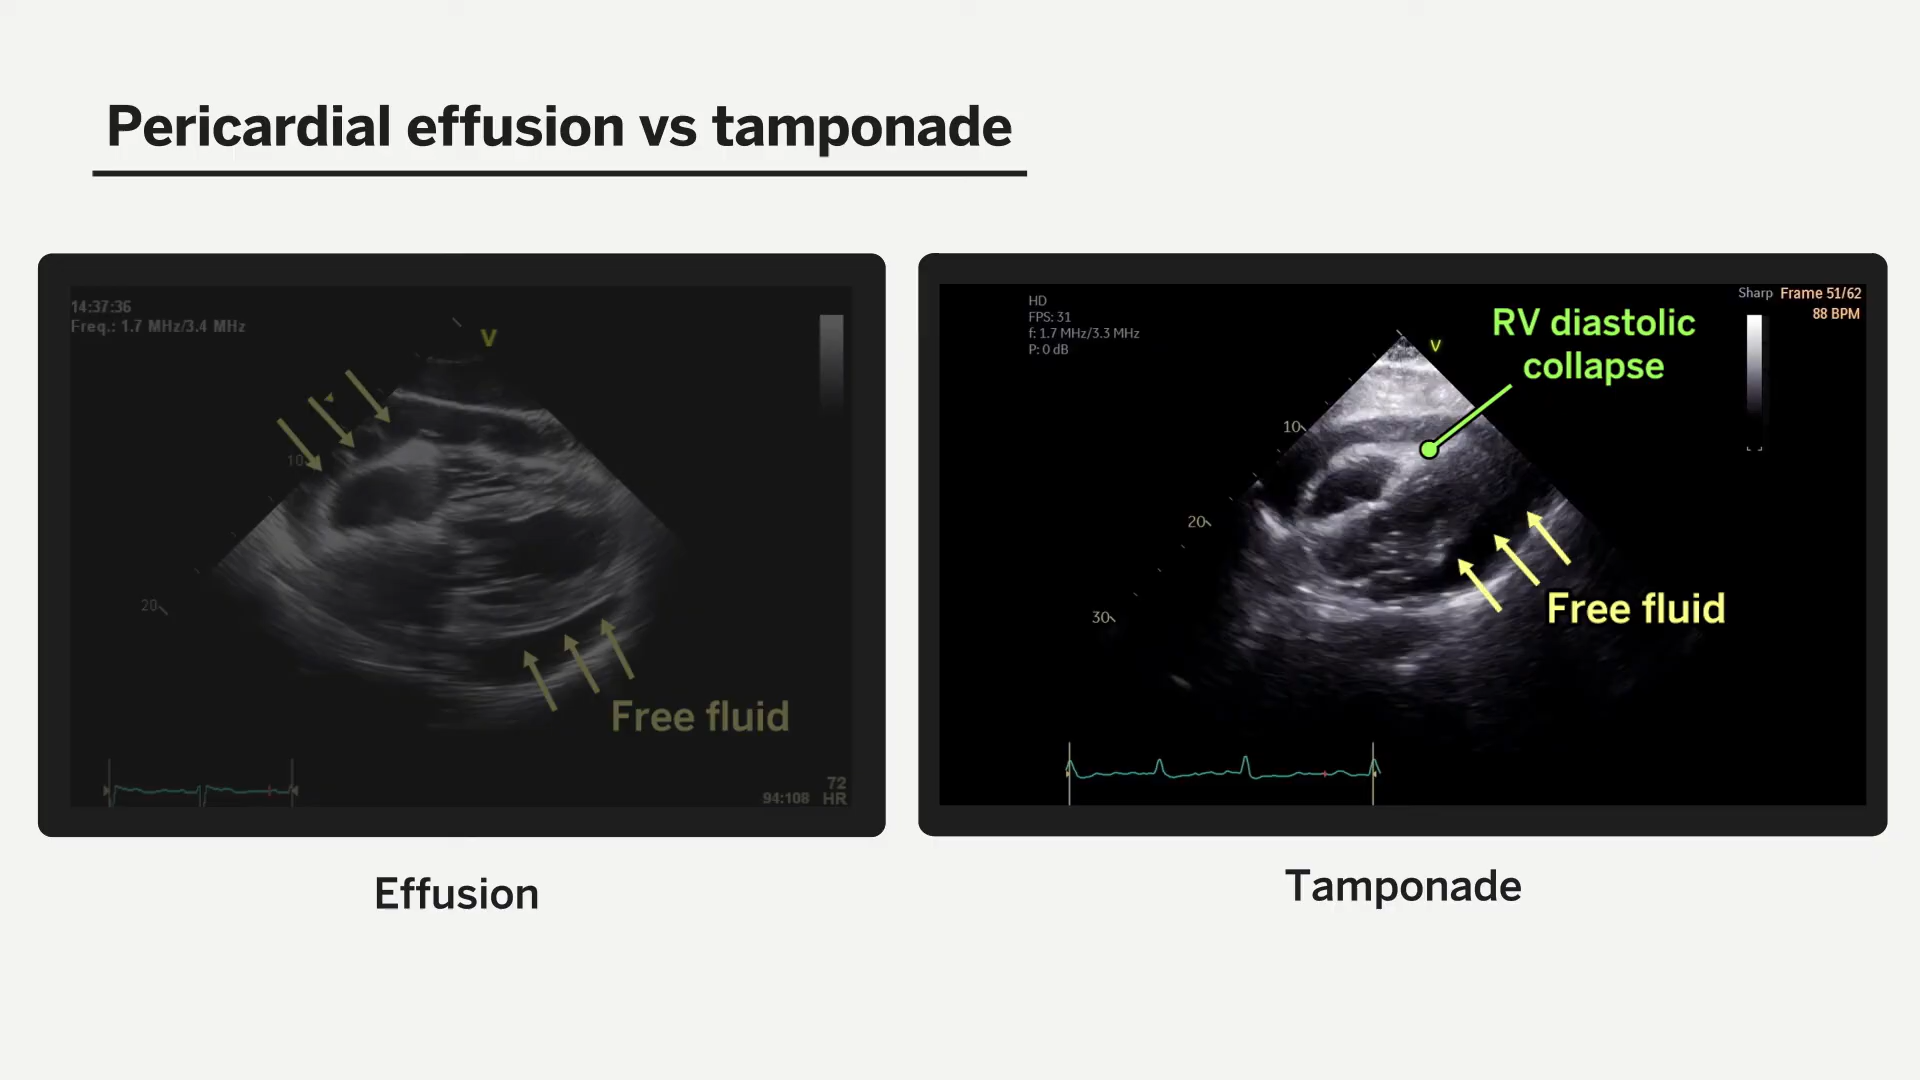 Pericardial effusion vs tamponade
14:37:36
Freq.: 1.7 MHz/3.4 MHz
V
10
20
Free fluid
72
94:108 HR
Effusion
HD
FPS: 31
f: 1.7 MHz/3.3 MHz
P: 0 dB
Sharp Frame 51/62
88 BPM
V
RV diastolic
collapse
10
20
30
Free fluid
Tamponade